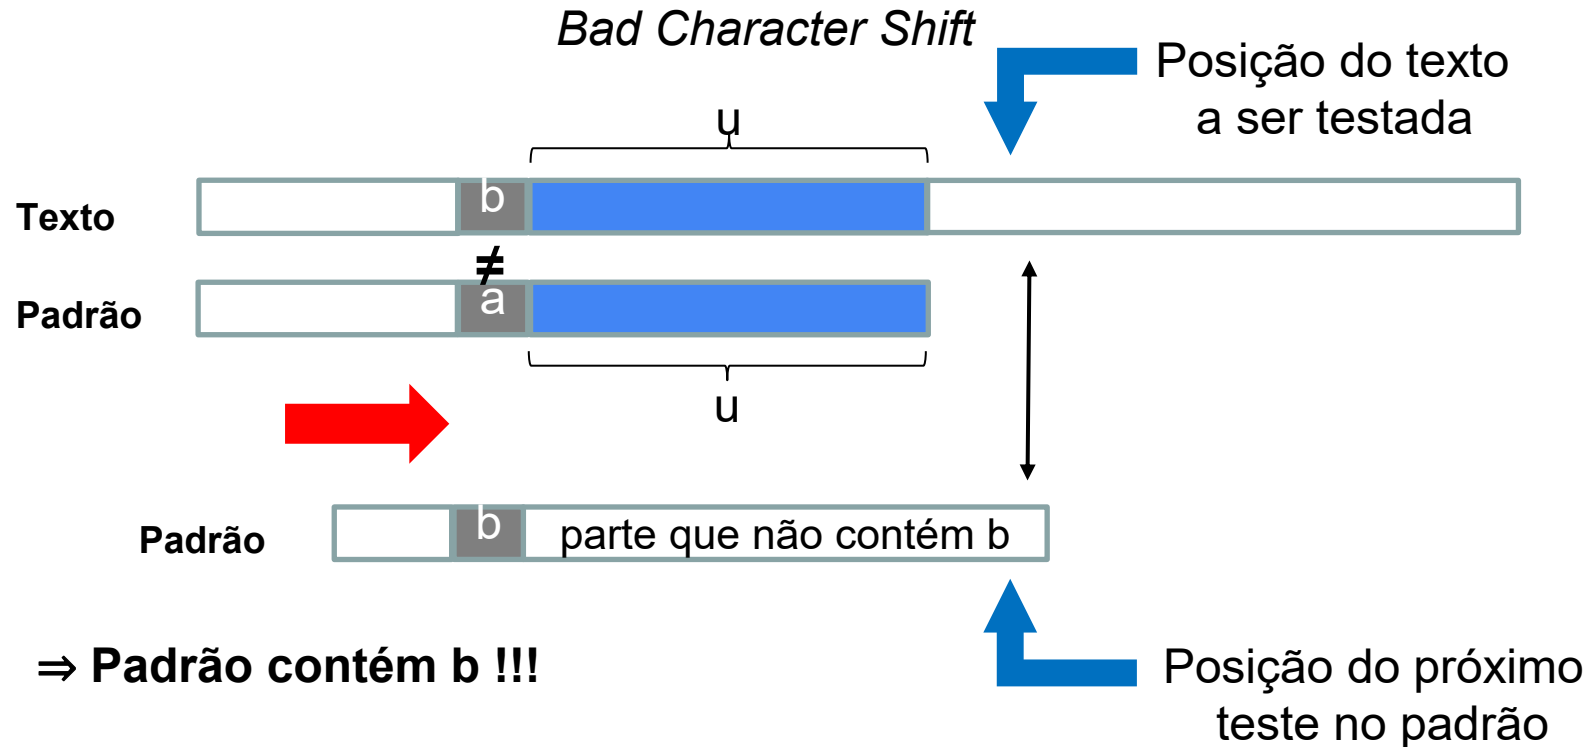 Bad Character Shift
Posição do texto
a ser testada
u
b
Texto
≠
a
Padrão
u
b
parte que não contém b
Padrão
⇒ Padrão contém b !!!
Posição do próximo
teste no padrão